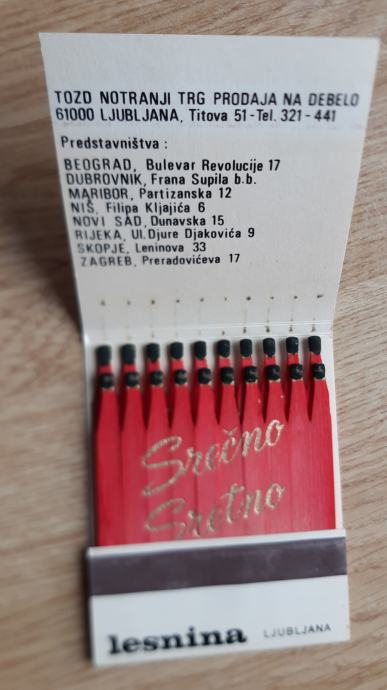 TOZD NOTRANJI TRG PRODAJA NA DEBELO
61000 LJUBLJANA, Titova 51-Tel. 321-441
Predstavništva :
BEOGRAD, Bulevar Revolucije 17
DUBROVNIK, Frana Supila b.b.
MARIBOR, Partizanska 12
NIŠ, Filipa Kljajića 6
NOVI SAD, Dunavska 15
RIJEKA, Ul. Djure Djakovića 9
SKOPJE, Leninova 33
ZAGREB, Preradovićeva 17
Srečno
Sretno
lesnina LJUBLJANA